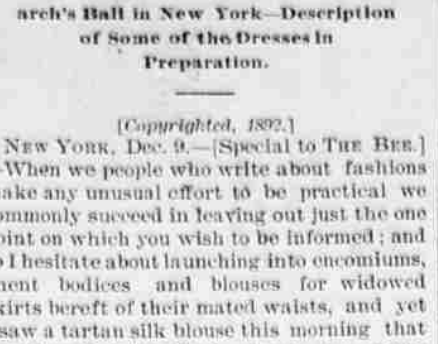 arch's Ball in New York—Description
of Some of the Dresses in
Preparation.
[Copyrighted, 1892.]
NEW YORK, Dec. 9.—[Special to THE BEE.]
—When we people who write about fashions
ake any unusual effort to be practical we
ommonly succeed in leaving out just the one
oint on which you wish to be informed; and
o I hesitate about launching into encomiums,
nent bodices and blouses for widowed
kirts bereft of their mated waists, and yet
saw a tartan silk blouse this morning that